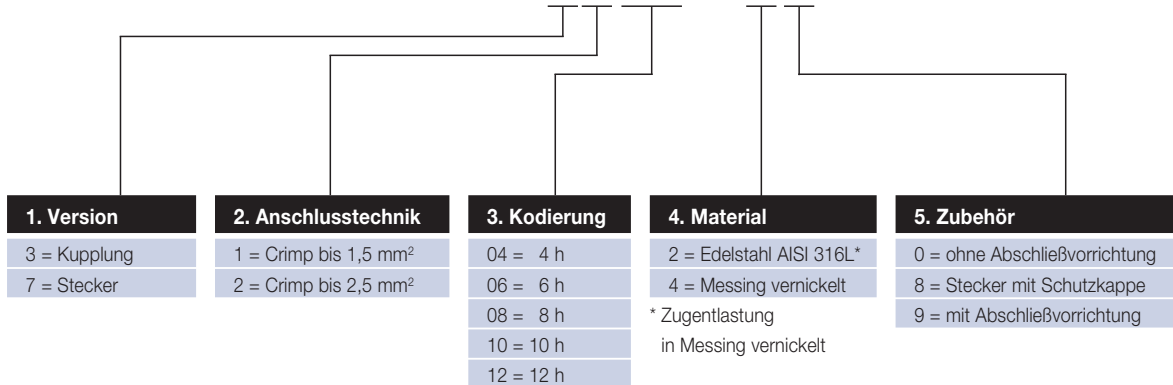 1. Version
3 = Kupplung
7 = Stecker
2. Anschlusstechnik
1 = Crimp bis 1,5 mm²
2 = Crimp bis 2,5 mm²
3. Kodierung
04 = 4 h
06 = 6 h
08 = 8 h
10 = 10 h
12 = 12 h
4. Material
2 = Edelstahl AISI 316L*
4 = Messing vernickelt
* Zugentlastung
in Messing vernickelt
5. Zubehör
0 = ohne Abschließvorrichtung
8 = Stecker mit Schutzkappe
9 = mit Abschließvorrichtung